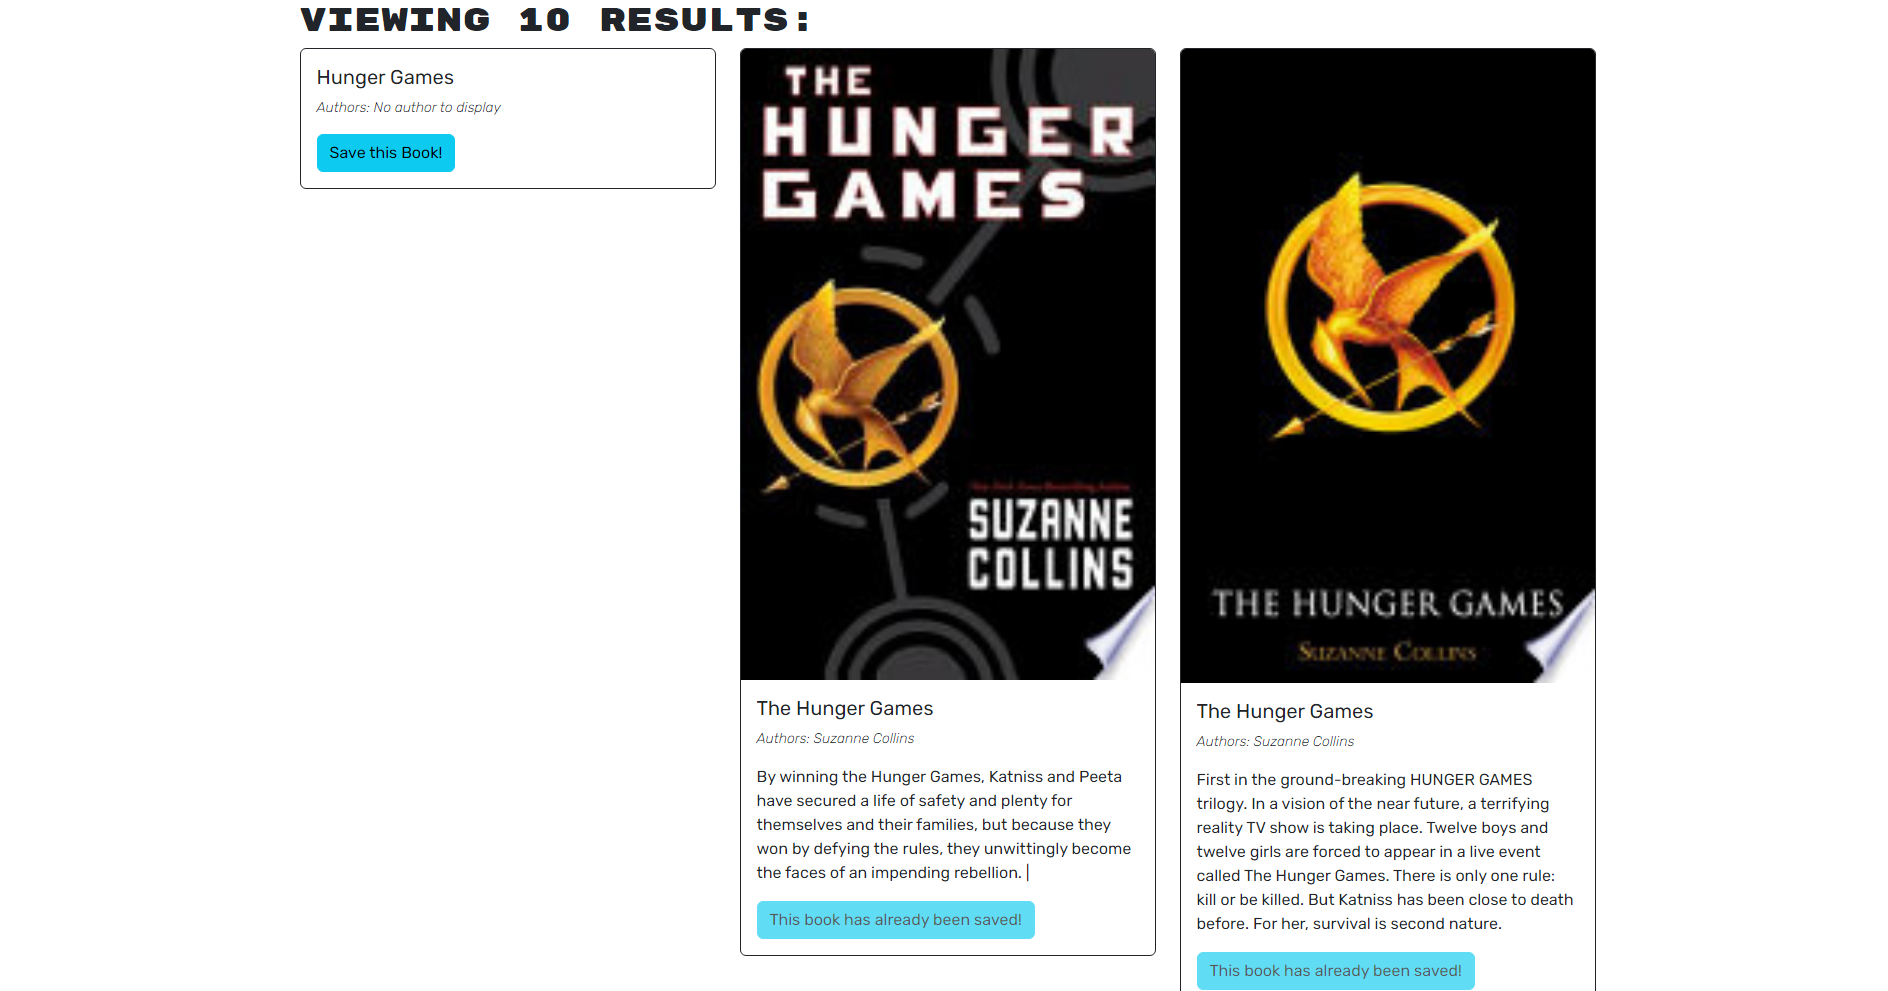 VIEWING 10 RESULTS:
Hunger Games
Authors: No author to display
Save this Book!
THE
HUNGER
GAMES
SUZANNE
COLLINS
The Hunger Games
Authors: Suzanne Collins
By winning the Hunger Games, Katniss and Peeta
have secured a life of safety and plenty for
themselves and their families, but because they
won by defying the rules, they unwittingly become
the faces of an impending rebellion. |
This book has already been saved!
THE HUNGER GAMES
SUZANNE COLLINS
The Hunger Games
Authors: Suzanne Collins
First in the ground-breaking HUNGER GAMES
trilogy. In a vision of the near future, a terrifying
reality TV show is taking place. Twelve boys and
twelve girls are forced to appear in a live event
called The Hunger Games. There is only one rule:
kill or be killed. But Katniss has been close to death
before. For her, survival is second nature.
This book has already been saved!